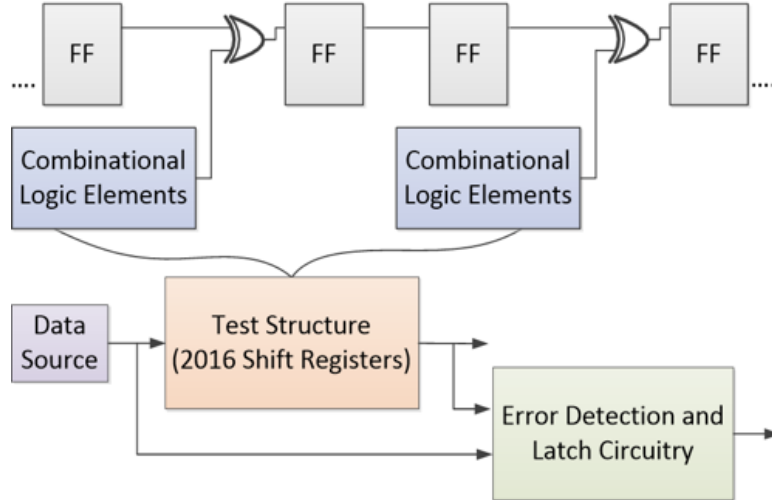 FF
FF
FF
FF
....
....
Combinational
Logic Elements
Combinational
Logic Elements
Data
Source
Test Structure
(2016 Shift Registers)
Error Detection and
Latch Circuitry